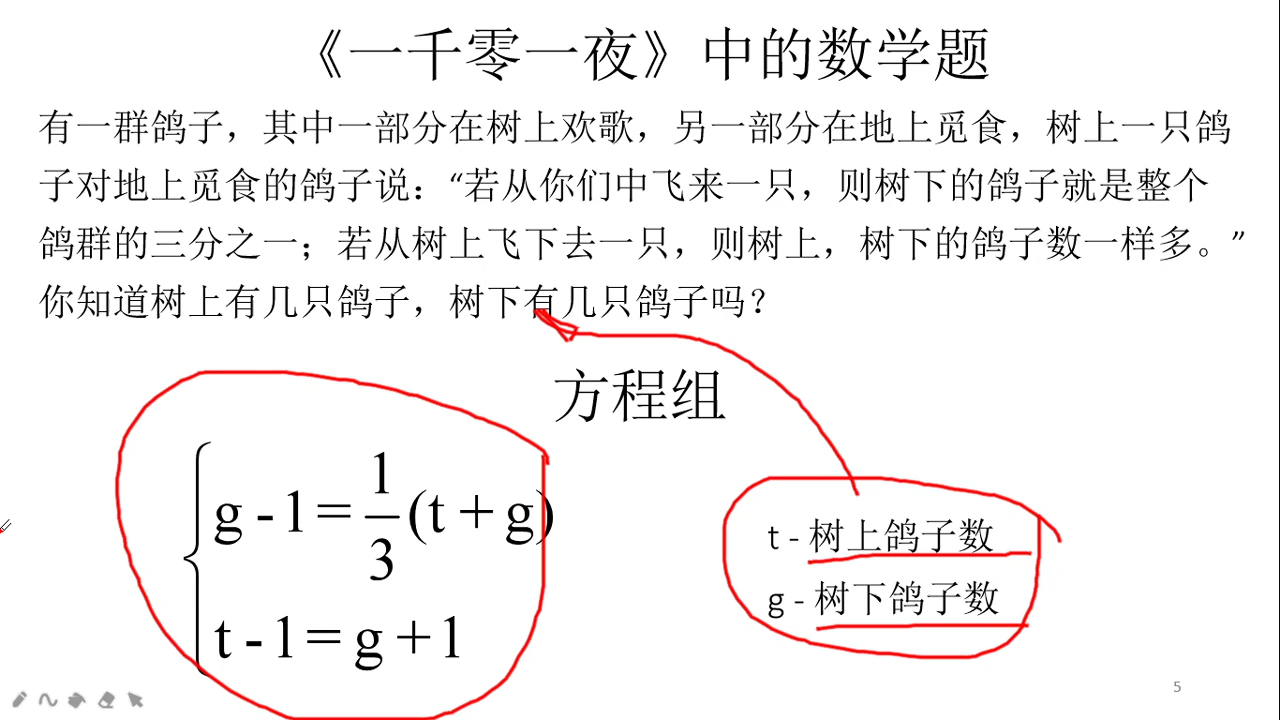 《一千零一夜》中的数学题
有一群鸽子，其中一部分在树上欢歌，另一部分在地上觅食，树上一只鸽
子对地上觅食的鸽子说：“若从你们中飞来一只，则树下的鸽子就是整个
鸽群的三分之一；若从树上飞下去一只，则树上，树下的鸽子数一样多。”
你知道树上有几只鸽子，树下有几只鸽子吗？
方程组
g - 1 = 1/3 (t + g)
t - 1 = g + 1
t - 树上鸽子数
g - 树下鸽子数
5